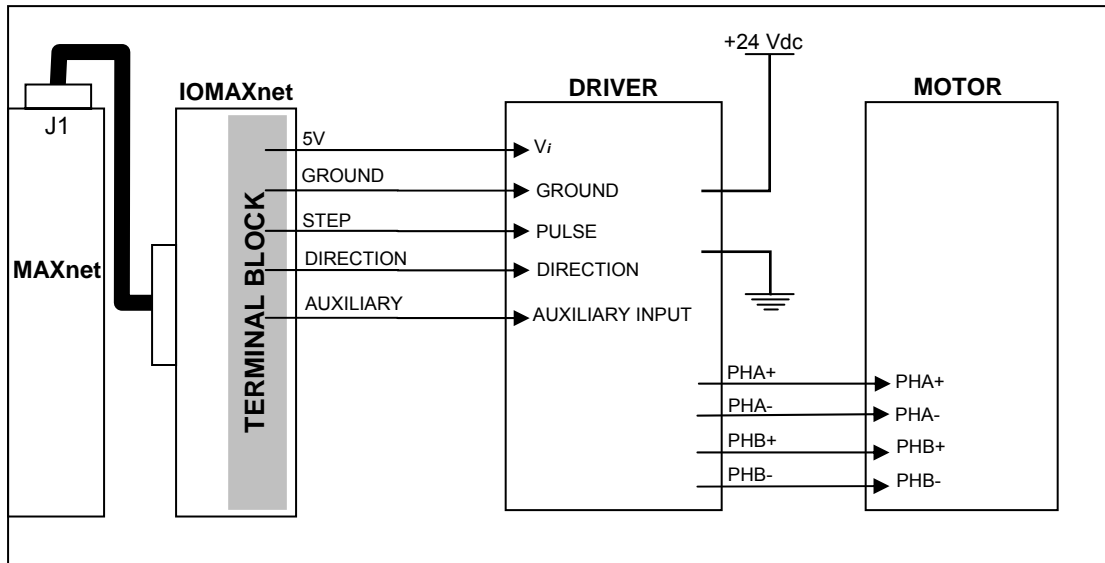 +24 Vdc
IOMAXnet
DRIVER
MOTOR
J1
MAXnet
TERMINAL BLOCK
5V
GROUND
STEP
DIRECTION
AUXILIARY
Vi
GROUND
PULSE
DIRECTION
AUXILIARY INPUT
PHA+
PHA-
PHB+
PHB-
PHA+
PHA-
PHB+
PHB-